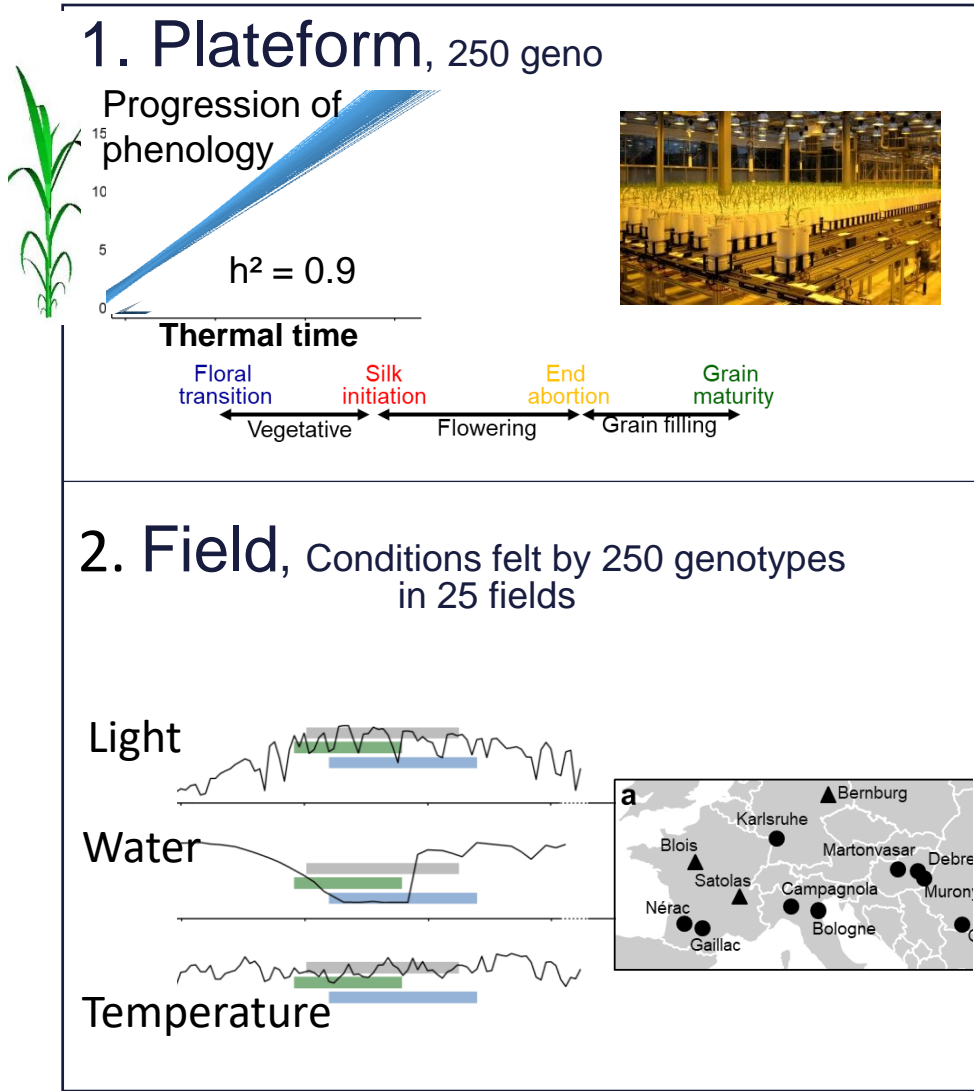 1. Plateform, 250 geno
Progression of
phenology
15
10
5
0
h² = 0.9
Thermal time
Floral
transition
Silk
initiation
End
abortion
Grain
maturity
Vegetative
Flowering
Grain filling
2. Field, Conditions felt by 250 genotypes
in 25 fields
Light
Water
Temperature
a
Bernburg
Karlsruhe
Blois
Martonvasar
Debre
Satolas
Murony
Campagnola
Nérac
Bologne
Gaillac